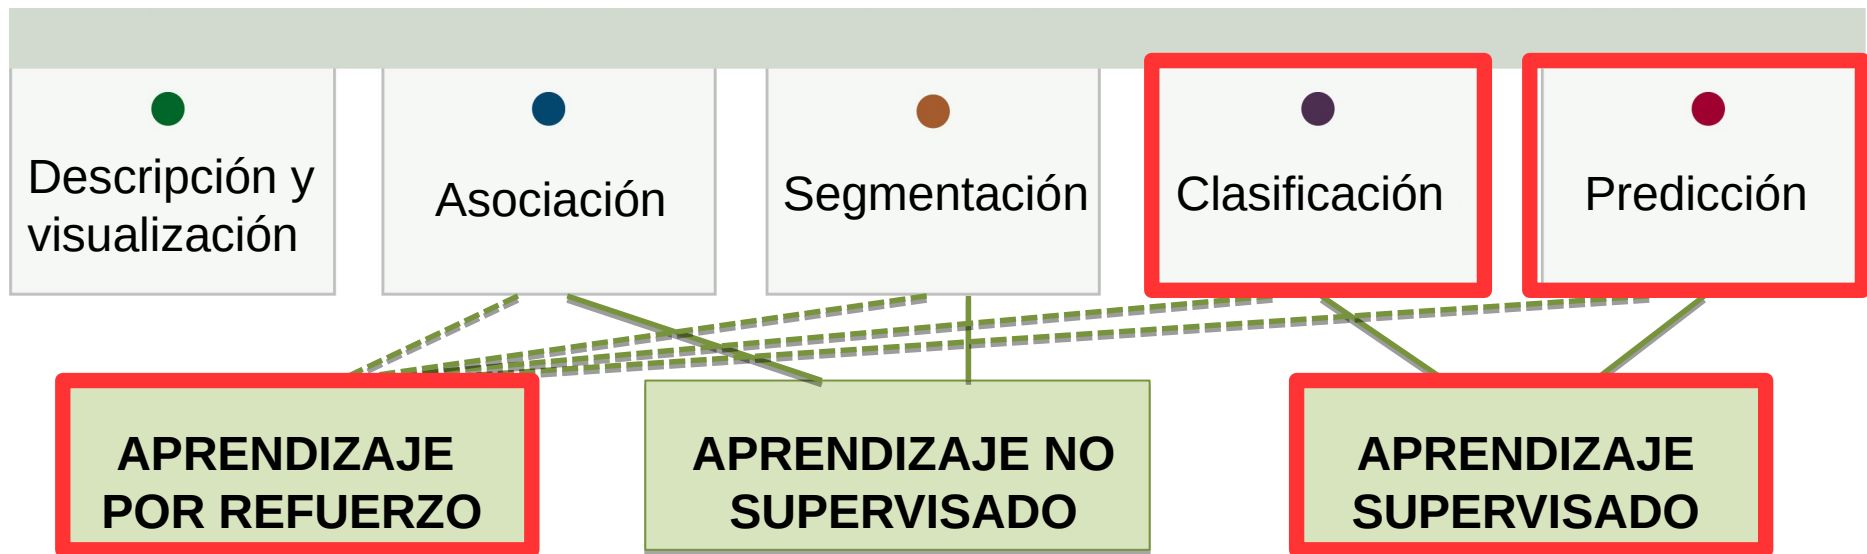 Descripción y
visualización
Asociación
Segmentación
Clasificación
Predicción
APRENDIZAJE
POR REFUERZO
APRENDIZAJE NO
SUPERVISADO
APRENDIZAJE
SUPERVISADO